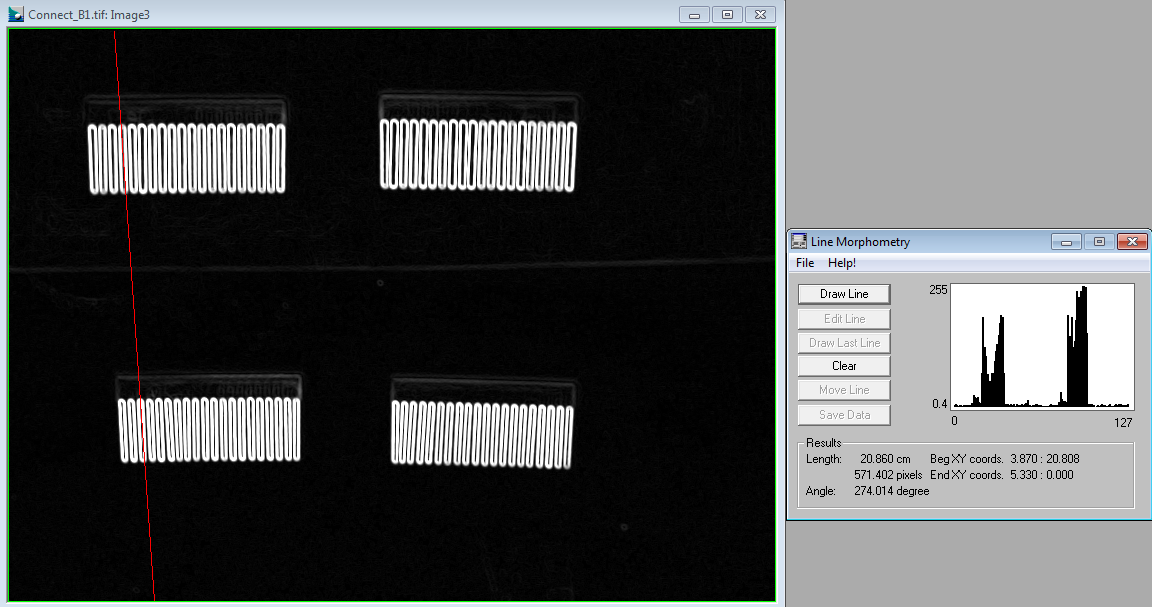 Connect_B1.tif: Image3
Line Morphometry
File Help!
Draw Line
Edit Line
Draw Last Line
Clear
Move Line
Save Data
255
0.4
0
127
Results
Length: 20.860 cm Beg XY coords. 3.870 : 20.808
571.402 pixels End XY coords. 5.330 : 0.000
Angle: 274.014 degree